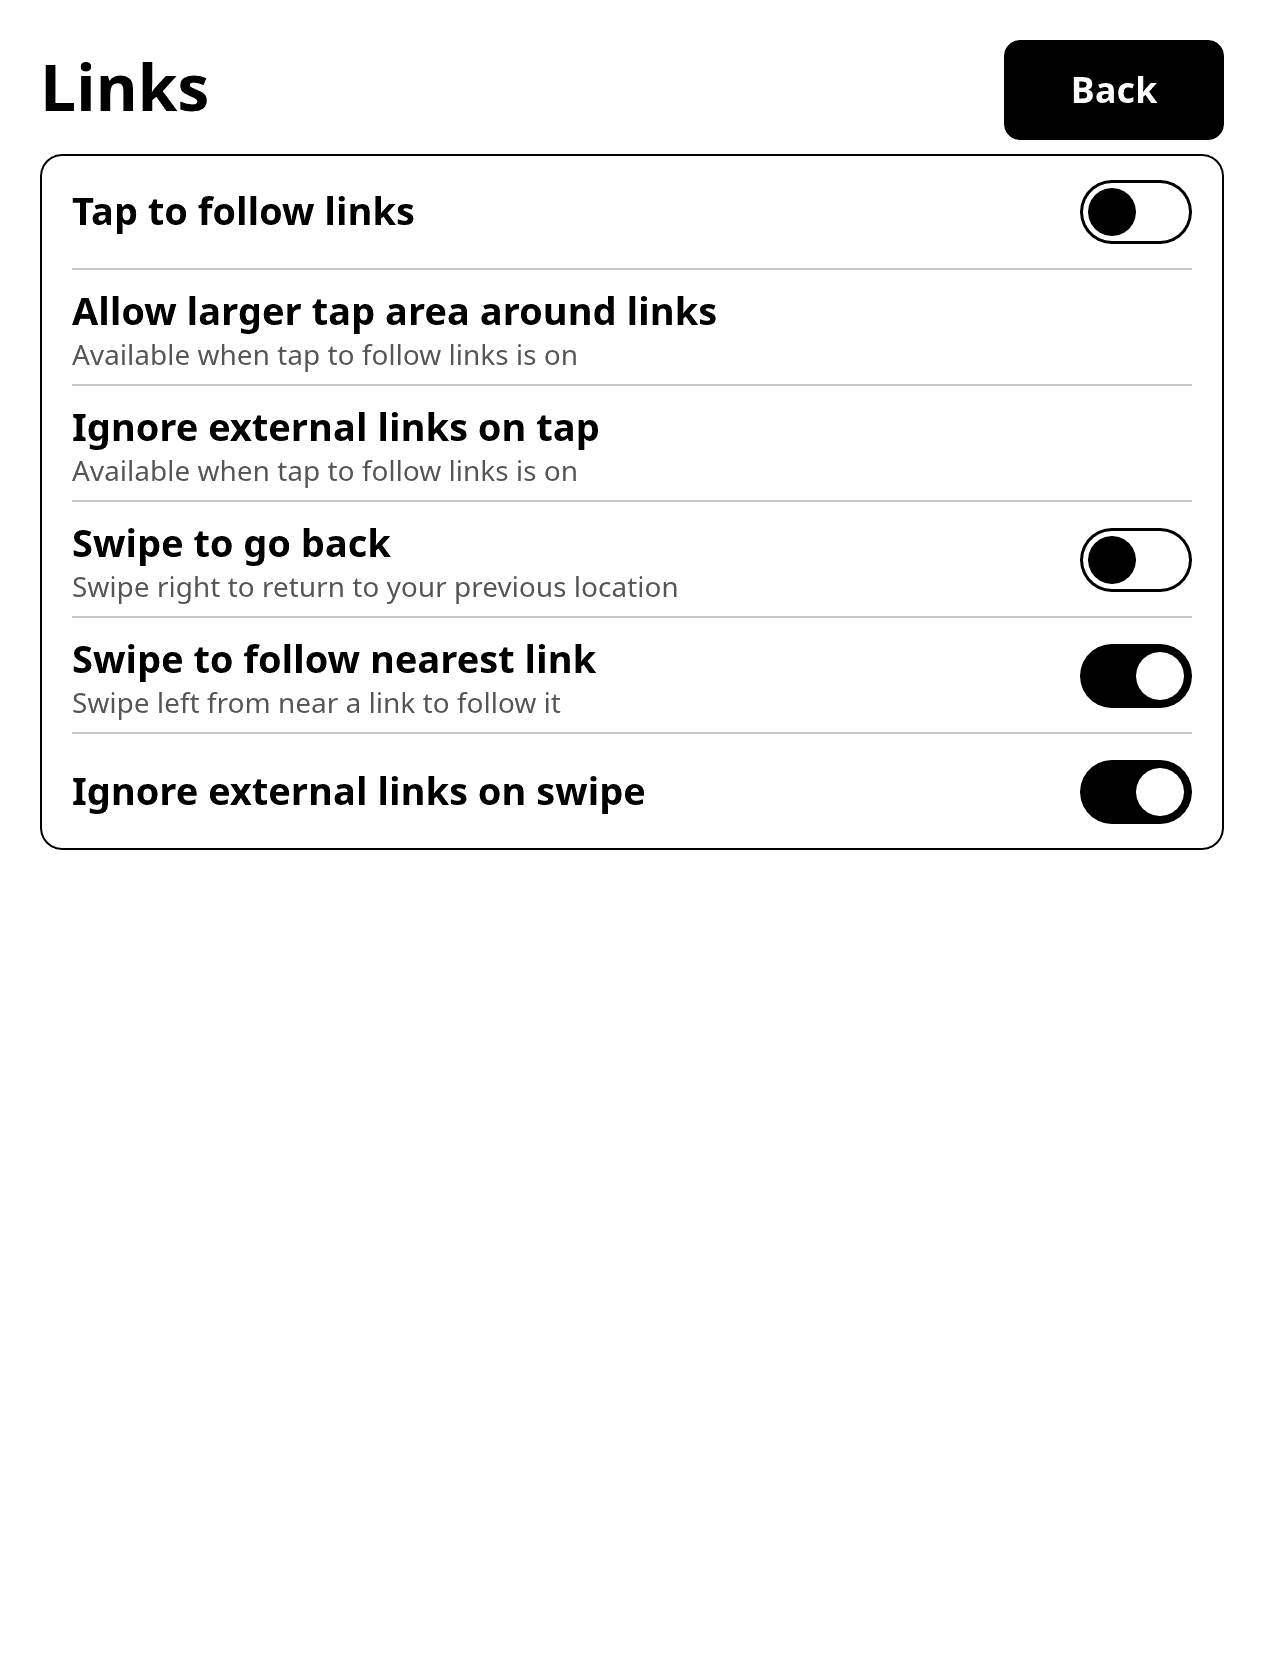 Links
Back
Tap to follow links
Allow larger tap area around links
Available when tap to follow links is on
Ignore external links on tap
Available when tap to follow links is on
Swipe to go back
Swipe right to return to your previous location
Swipe to follow nearest link
Swipe left from near a link to follow it
Ignore external links on swipe